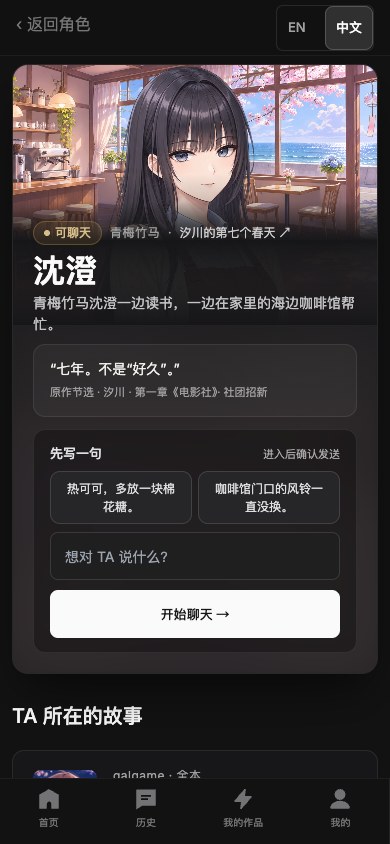 ‹ 返回角色
EN 中文
可聊天 青梅竹马 · 汐川的第七个春天 ↗
沈澄
青梅竹马沈澄一边读书，一边在家里的海边咖啡馆帮
忙。
“七年。不是“好久”。”
原作节选 · 汐川 · 第一章《电影社》· 社团招新
先写一句 进入后确认发送
热可可，多放一块棉
花糖。
咖啡馆门口的风铃一
直没换。
想对 TA 说什么？
开始聊天 →
TA 所在的故事
galgame · 全本
首页 历史 我的作品 我的